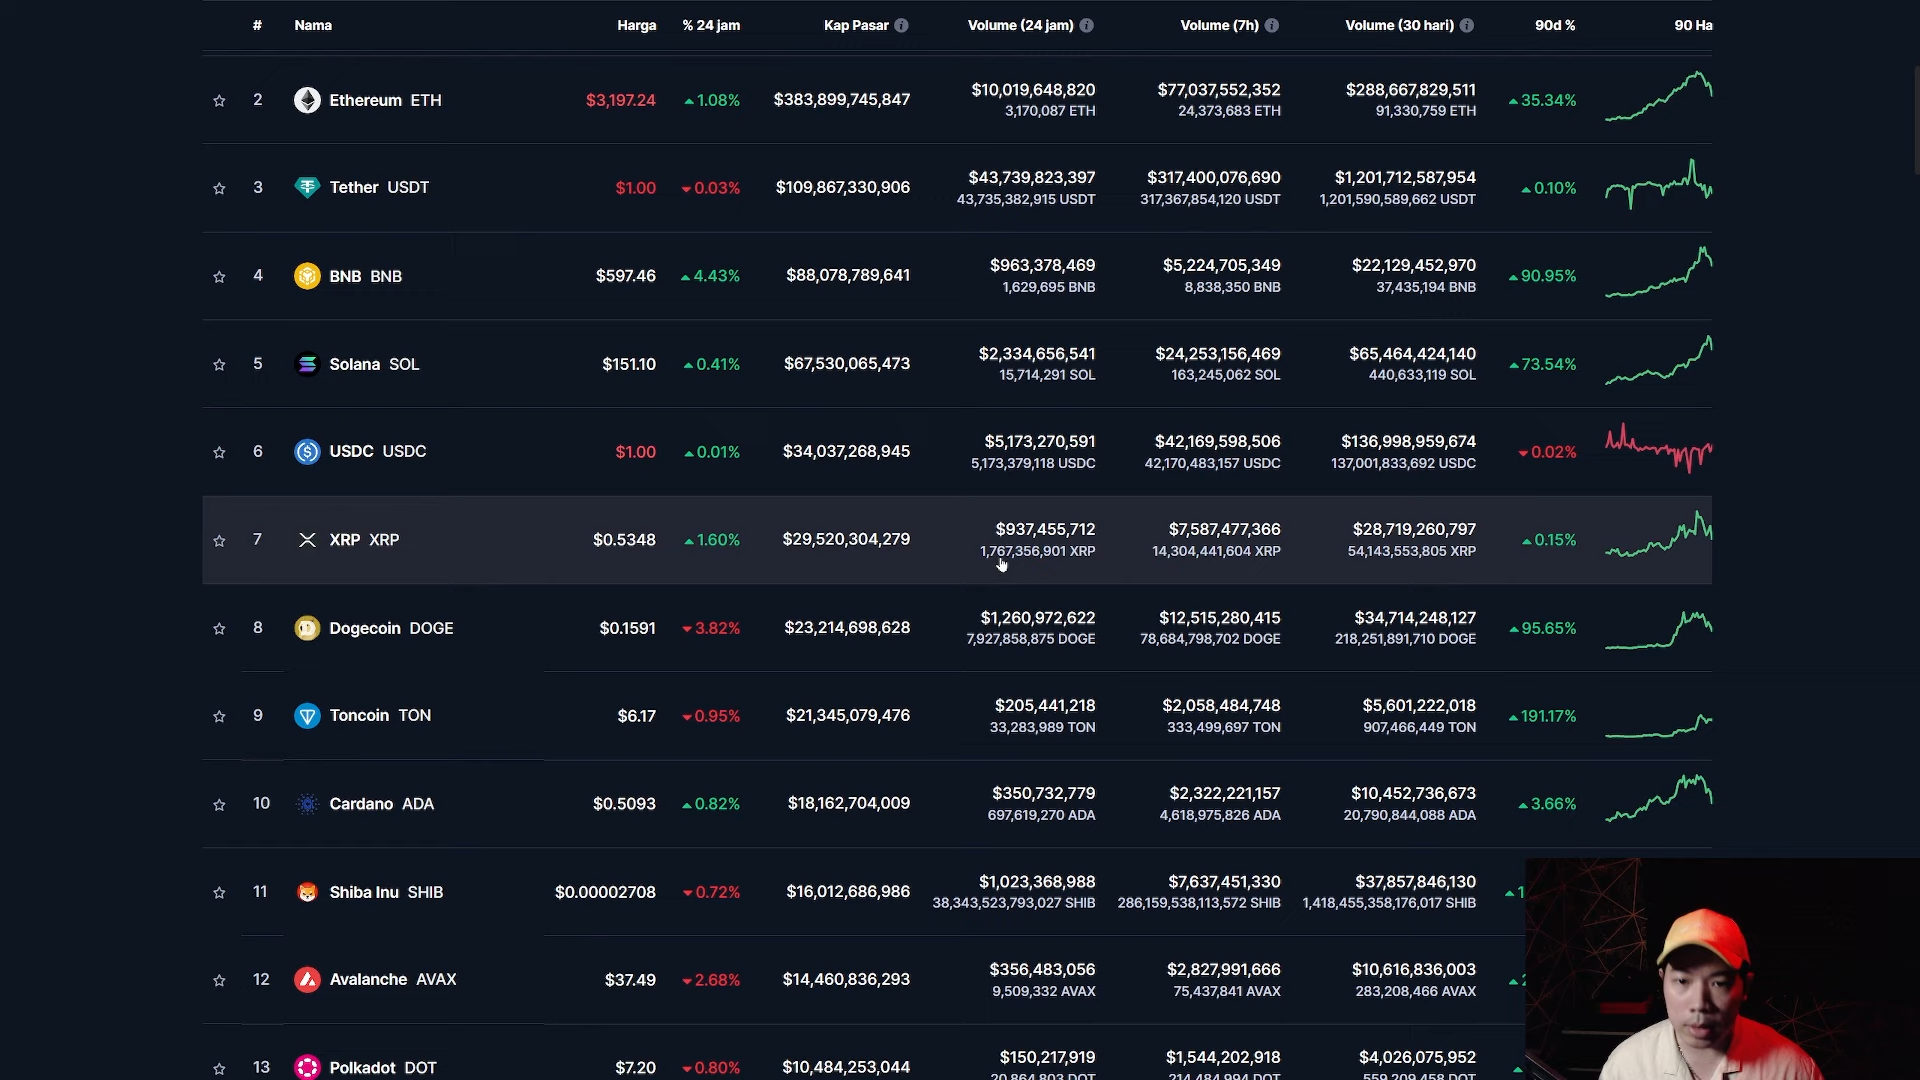 # Nama Harga % 24 jam Kap Pasar Volume (24 jam) Volume (7h) Volume (30 hari) 90d % 90 Ha
2 Ethereum ETH $3,197.24 1.08% $383,899,745,847 $10,019,648,820 $77,037,552,352 $288,667,829,511 35.34%
3,170,087 ETH 24,373,683 ETH 91,330,759 ETH
3 Tether USDT $1.00 0.03% $109,867,330,906 $43,739,823,397 $317,400,076,690 $1,201,712,587,954 0.10%
43,735,382,915 USDT 317,367,854,120 USDT 1,201,590,589,662 USDT
4 BNB BNB $597.46 4.43% $88,078,789,641 $963,378,469 $5,224,705,349 $22,129,452,970 90.95%
1,629,695 BNB 8,838,350 BNB 37,435,194 BNB
5 Solana SOL $151.10 0.41% $67,530,065,473 $2,334,656,541 $24,253,156,469 $65,464,424,140 73.54%
15,714,291 SOL 163,245,062 SOL 440,633,119 SOL
6 USDC USDC $1.00 0.01% $34,037,268,945 $5,173,270,591 $42,169,598,506 $136,998,959,674 0.02%
5,173,379,118 USDC 42,170,483,157 USDC 137,001,833,692 USDC
7 XRP XRP $0.5348 1.60% $29,520,304,279 $937,455,712 $7,587,477,366 $28,719,260,797 0.15%
1,767,356,901 XRP 14,304,441,604 XRP 54,143,553,805 XRP
8 Dogecoin DOGE $0.1591 3.82% $23,214,698,628 $1,260,972,622 $12,515,280,415 $34,714,248,127 95.65%
7,927,858,875 DOGE 78,684,798,702 DOGE 218,251,891,710 DOGE
9 Toncoin TON $6.17 0.95% $21,345,079,476 $205,441,218 $2,058,484,748 $5,601,222,018 191.17%
33,283,989 TON 333,499,697 TON 907,466,449 TON
10 Cardano ADA $0.5093 0.82% $18,162,704,009 $350,732,779 $2,322,221,157 $10,452,736,673 3.66%
697,619,270 ADA 4,618,975,826 ADA 20,790,844,088 ADA
11 Shiba Inu SHIB $0.00002708 0.72% $16,012,686,986 $1,023,368,988 $7,637,451,330 $37,857,846,130 1
38,343,523,793,027 SHIB 286,159,538,113,572 SHIB 1,418,455,358,176,017 SHIB
12 Avalanche AVAX $37.49 2.68% $14,460,836,293 $356,483,056 $2,827,991,666 $10,616,836,003 2
9,509,332 AVAX 75,437,841 AVAX 283,208,466 AVAX
13 Polkadot DOT $7.20 0.80% $10,484,253,044 $150,217,919 $1,544,202,918 $4,026,075,952